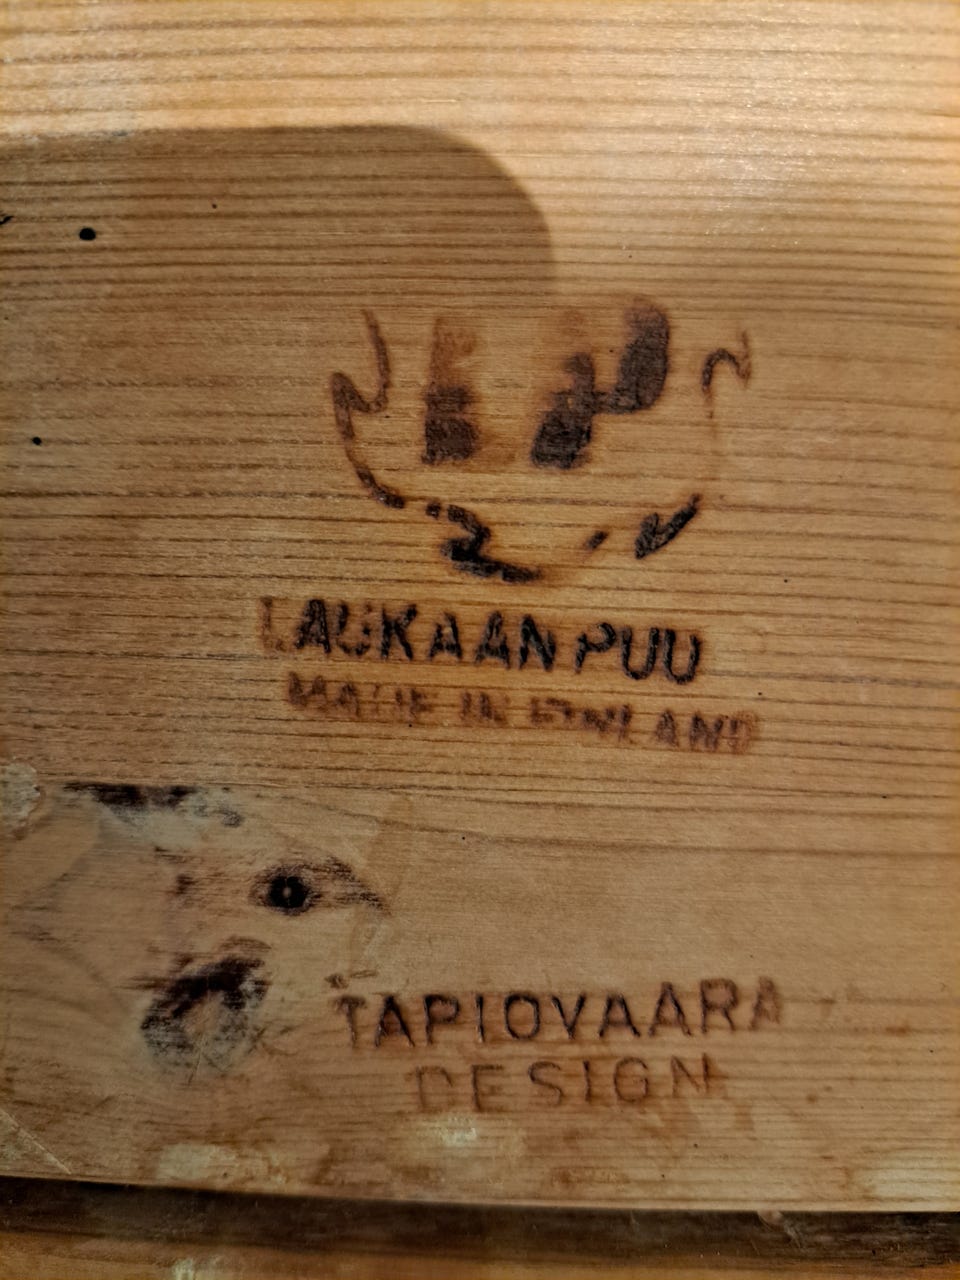 LAUKAAN PUU
MADE IN FINLAND
TAPIOVAARA
DESIGN